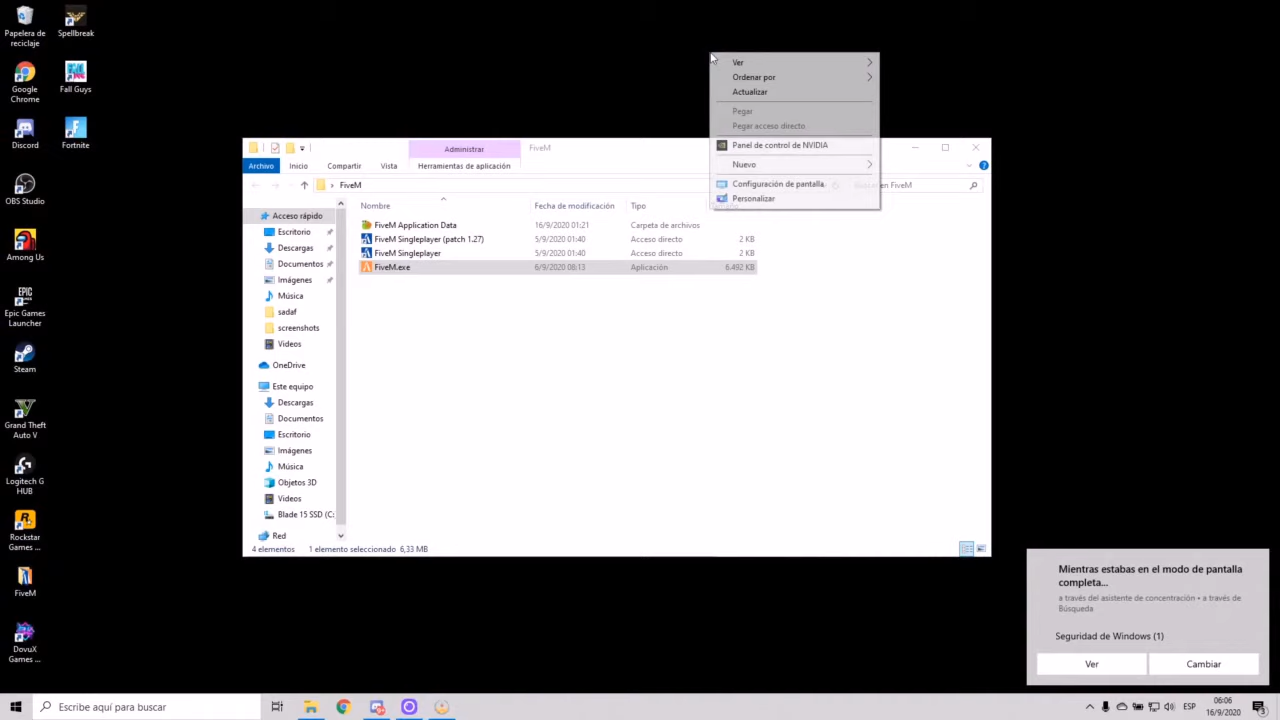 Papelera de
reciclaje
Spellbreak
Google
Chrome
Fall Guys
Discord
Fortnite
OBS Studio
Among Us
EPIC
GAMES
Epic Games
Launcher
Steam
Grand Theft
Auto V
Logitech G
HUB
Rockstar
Games ...
FiveM
DovuX
Games ...
Ver
Ordenar por
Actualizar
Pegar
Pegar acceso directo
Panel de control de NVIDIA
Nuevo
Configuración de pantalla
Personalizar
Administrar
FiveM
Archivo
Inicio
Compartir
Vista
Herramientas de aplicación
FiveM
en FiveM
Nombre
Fecha de modificación
Tipo
FiveM Application Data 16/9/2020 01:21 Carpeta de archivos
FiveM Singleplayer (patch 1.27) 5/9/2020 01:40 Acceso directo 2 KB
FiveM Singleplayer 5/9/2020 01:40 Acceso directo 2 KB
FiveM.exe 6/9/2020 08:13 Aplicación 6.492 KB
Acceso rápido
Escritorio
Descargas
Documentos
Imágenes
Música
sadaf
screenshots
Videos
OneDrive
Este equipo
Descargas
Documentos
Escritorio
Imágenes
Música
Objetos 3D
Videos
Blade 15 SSD (C:
Red
4 elementos 1 elemento seleccionado 6,33 MB
Mientras estabas en el modo de pantalla
completa...
a través del asistente de concentración • a través de
Búsqueda
Seguridad de Windows (1)
Ver
Cambiar
Escribe aquí para buscar
ESP
06:06
16/9/2020